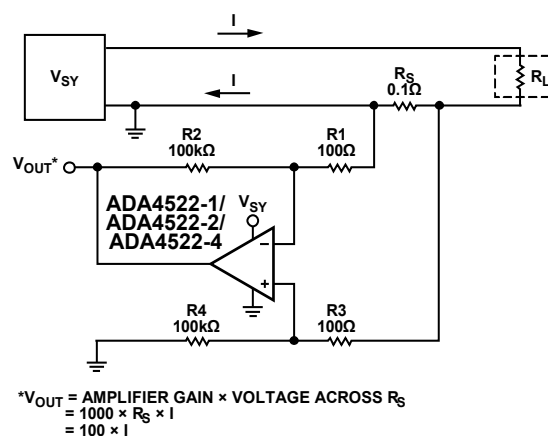 I
V_SY
I
R_S
0.1Ω
R_L
R2
100kΩ
R1
100Ω
V_OUT*
ADA4522-1/
ADA4522-2/
ADA4522-4
V_SY
−
+
R4
100kΩ
R3
100Ω
*V_OUT = AMPLIFIER GAIN × VOLTAGE ACROSS R_S
= 1000 × R_S × I
= 100 × I